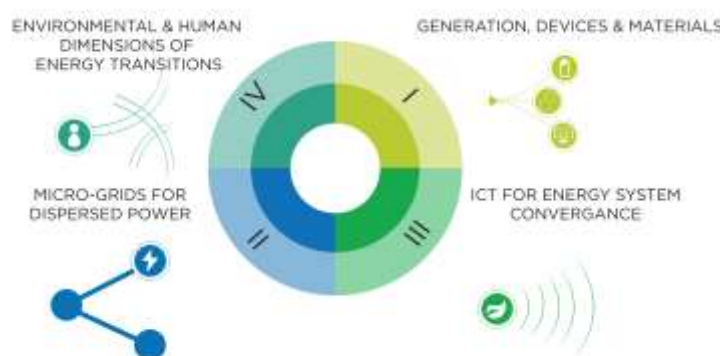 ENVIRONMENTAL & HUMAN
DIMENSIONS OF
ENERGY TRANSITIONS
GENERATION, DEVICES & MATERIALS
IV
I
MICRO-GRIDS FOR
DISPERSED POWER
ICT FOR ENERGY SYSTEM
CONVERGANCE
II
III